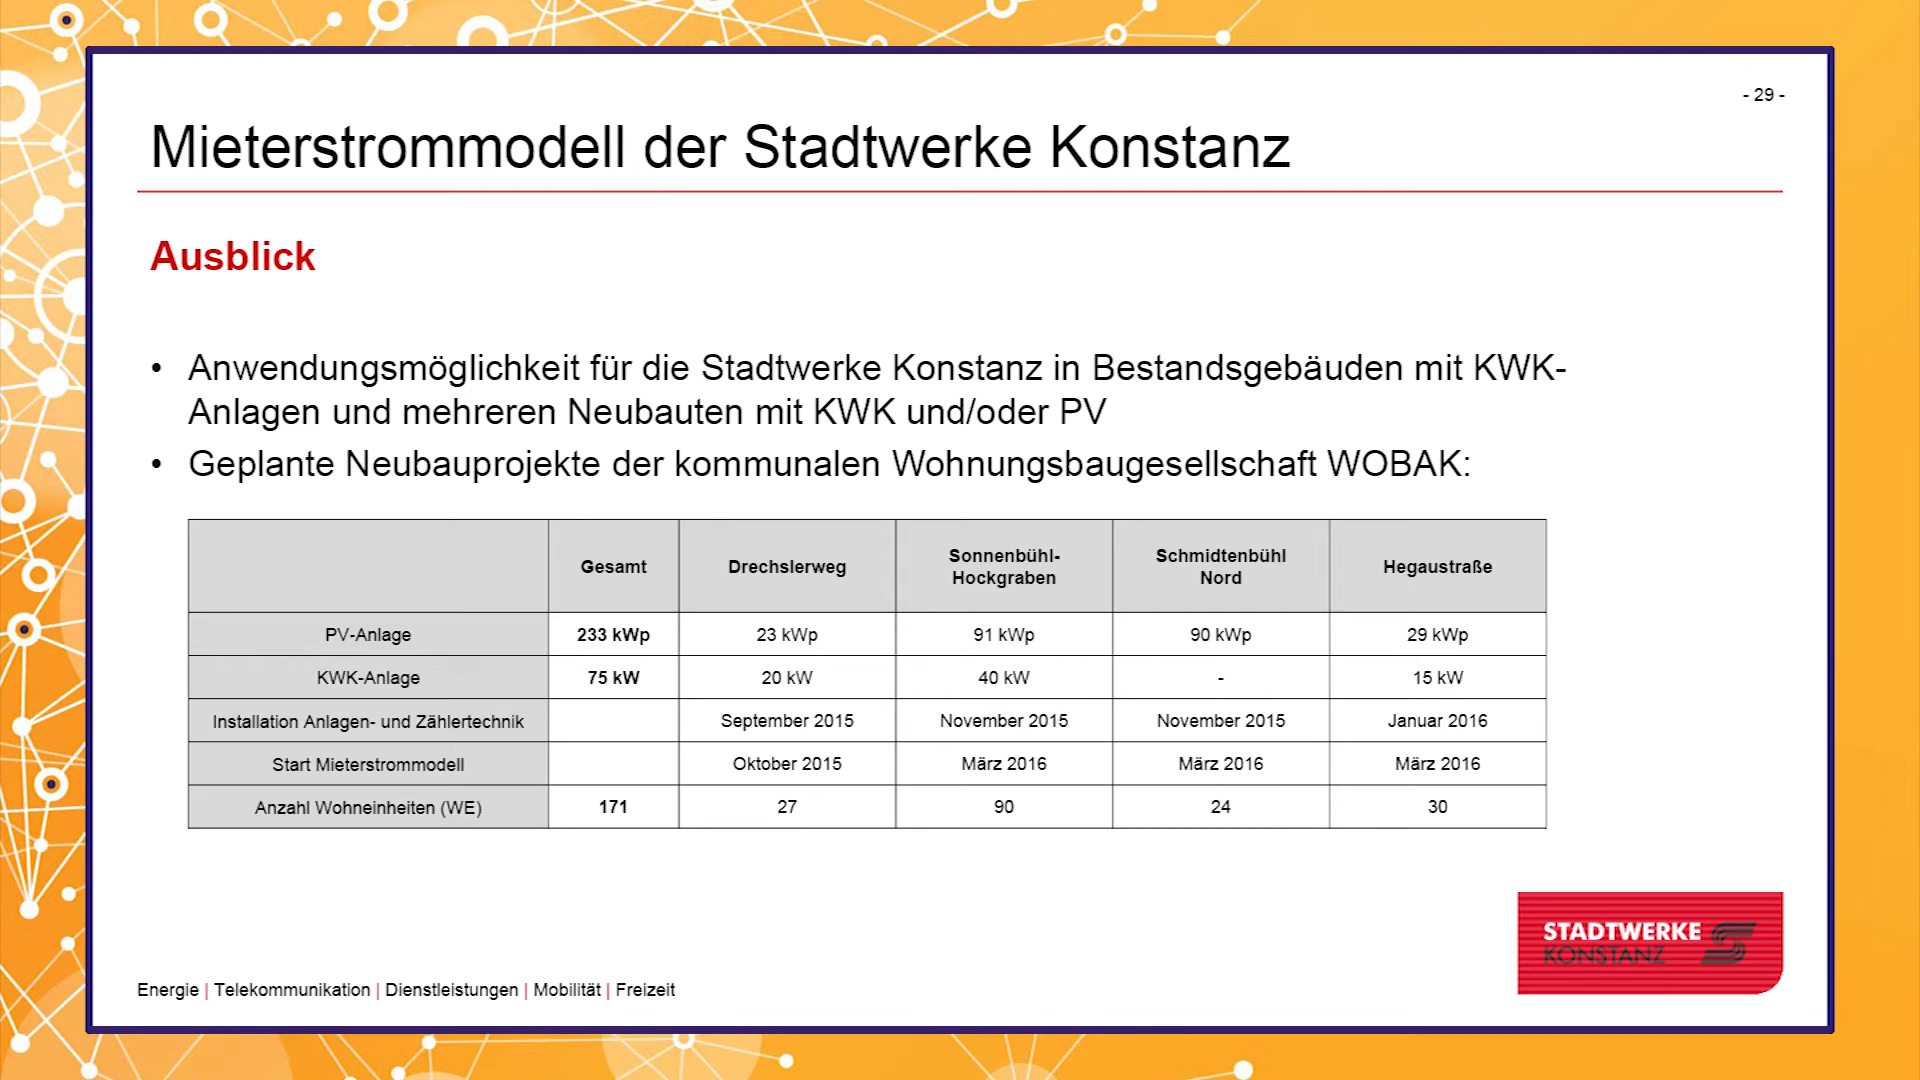 - 29 -
Mieterstrommodell der Stadtwerke Konstanz
Ausblick
• Anwendungsmöglichkeit für die Stadtwerke Konstanz in Bestandsgebäuden mit KWK-
Anlagen und mehreren Neubauten mit KWK und/oder PV
• Geplante Neubauprojekte der kommunalen Wohnungsbaugesellschaft WOBAK:
Gesamt Drechslerweg Sonnenbühl- Schmidtenbühl Hegaustraße
Hockgraben Nord
PV-Anlage 233 kWp 23 kWp 91 kWp 90 kWp 29 kWp
KWK-Anlage 75 kW 20 kW 40 kW - 15 kW
Installation Anlagen- und Zählertechnik September 2015 November 2015 November 2015 Januar 2016
Start Mieterstrommodell Oktober 2015 März 2016 März 2016 März 2016
Anzahl Wohneinheiten (WE) 171 27 90 24 30
STADTWERKE
KONSTANZ
Energie | Telekommunikation | Dienstleistungen | Mobilität | Freizeit